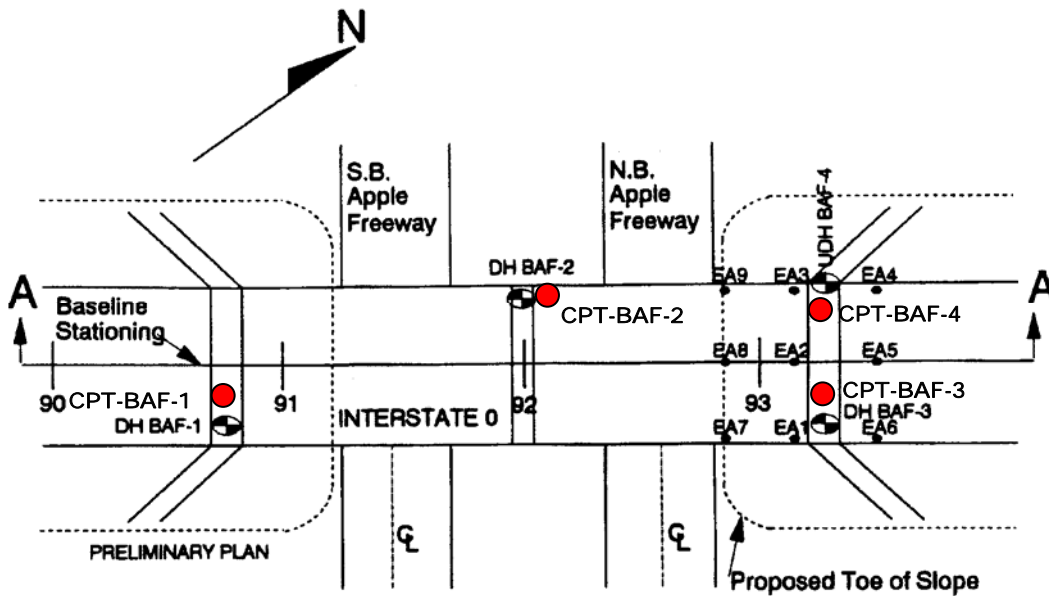 N
S.B.
Apple
Freeway
N.B.
Apple
Freeway
UDH BAF-4
DH BAF-2
EA9
EA3
EA4
A
A
Baseline
Stationing
CPT-BAF-2
CPT-BAF-4
EA8
EA2
EA5
90
CPT-BAF-1
91
92
93
CPT-BAF-3
DH BAF-1
INTERSTATE 0
DH BAF-3
EA7
EA1
EA6
PRELIMINARY PLAN
CL
CL
Proposed Toe of Slope